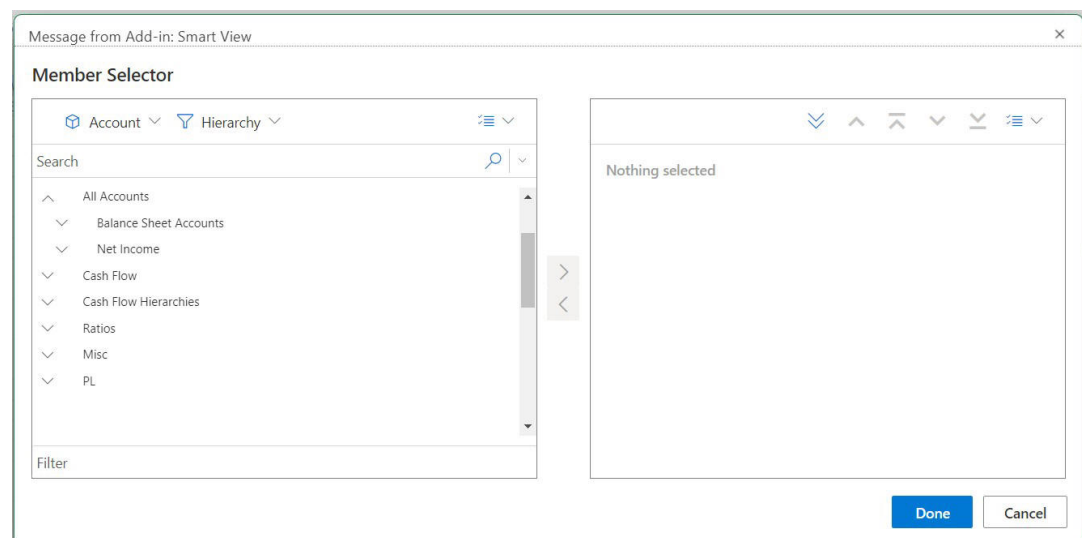 Message from Add-in: Smart View
Member Selector
Account Hierarchy
Search
All Accounts
Balance Sheet Accounts
Net Income
Cash Flow
Cash Flow Hierarchies
Ratios
Misc
PL
Filter
Nothing selected
Done Cancel